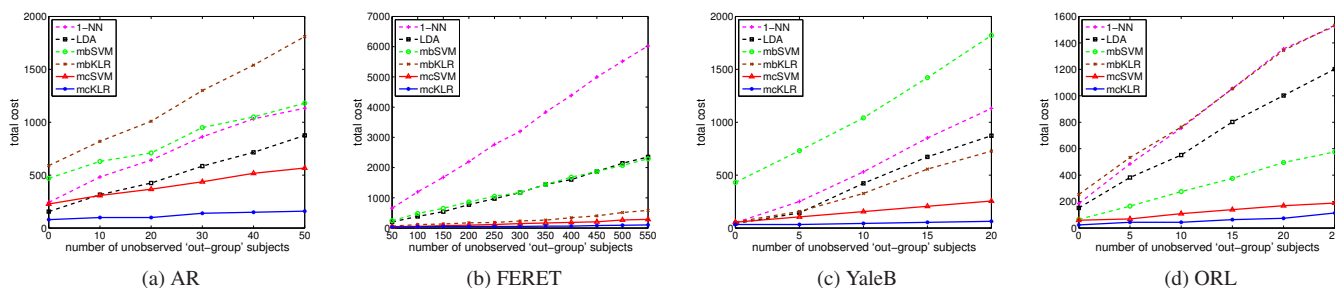 2000
1500
1000
500
0
total cost
1−NN
LDA
mbSVM
mbKLR
mcSVM
mcKLR
0 10 20 30 40 50
number of unobserved ‘out−group’ subjects
(a) AR
7000
6000
5000
4000
3000
2000
1000
0
total cost
1−NN
LDA
mbSVM
mbKLR
mcSVM
mcKLR
50 100 150 200 250 300 350 400 450 500 550
number of unobserved ‘out−group’ subjects
(b) FERET
2000
1500
1000
500
0
total cost
1−NN
LDA
mbSVM
mbKLR
mcSVM
mcKLR
0 5 10 15 20
number of unobserved ‘out−group’ subjects
(c) YaleB
1600
1400
1200
1000
800
600
400
200
0
total cost
1−NN
LDA
mbSVM
mbKLR
mcSVM
mcKLR
0 5 10 15 20
number of unobserved ‘out−group’ subjects
(d) ORL